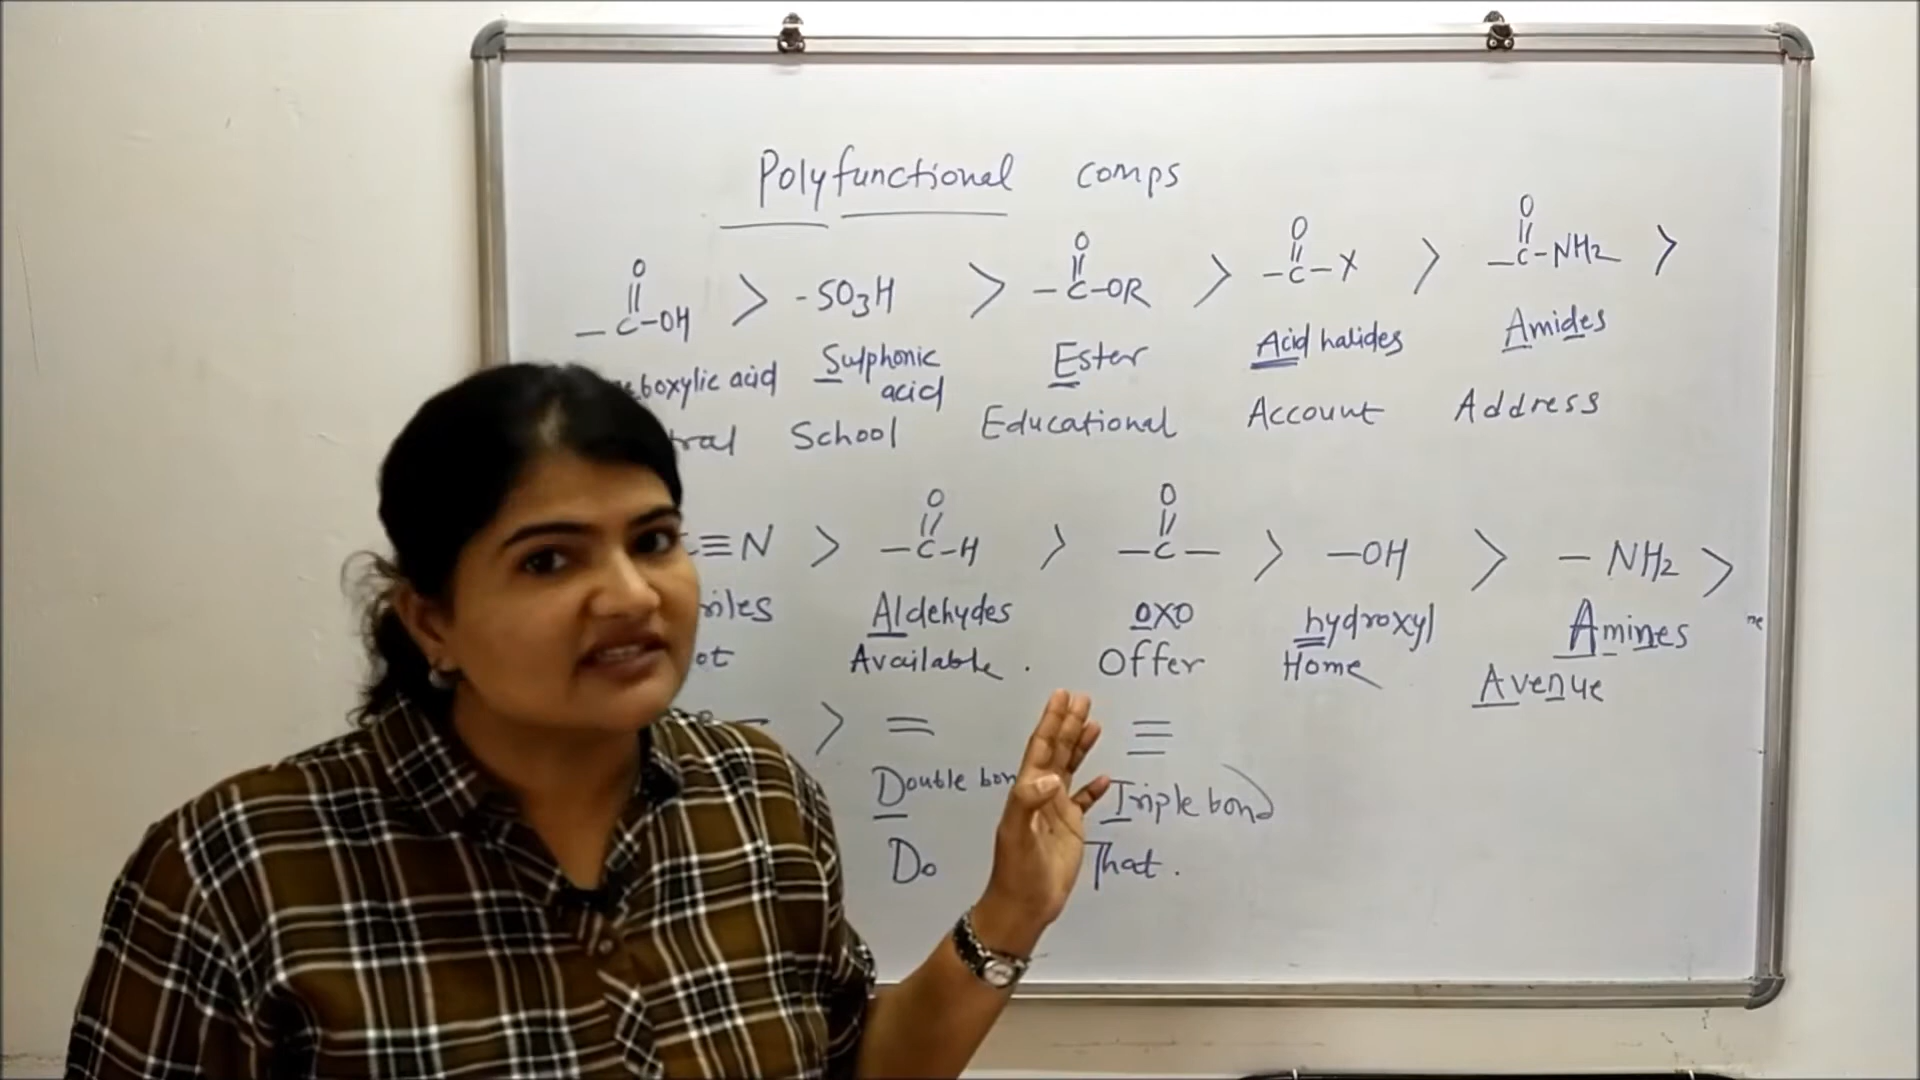 Polyfunctional comps
O O O O
|| || || ||
—C-OH > -SO3H > —C-OR > -C-X > —C-NH2 >
boxylic acid Sulphonic acid Ester Acid halides Amides
School Educational Account Address
O O
|| ||
≡N > —C-H > —C— > —OH > — NH2 >
Aldehydes oxo hydroxyl Amines
Available. Offer Home Avenue
> = ≡
Double bon Triple bond
Do That.